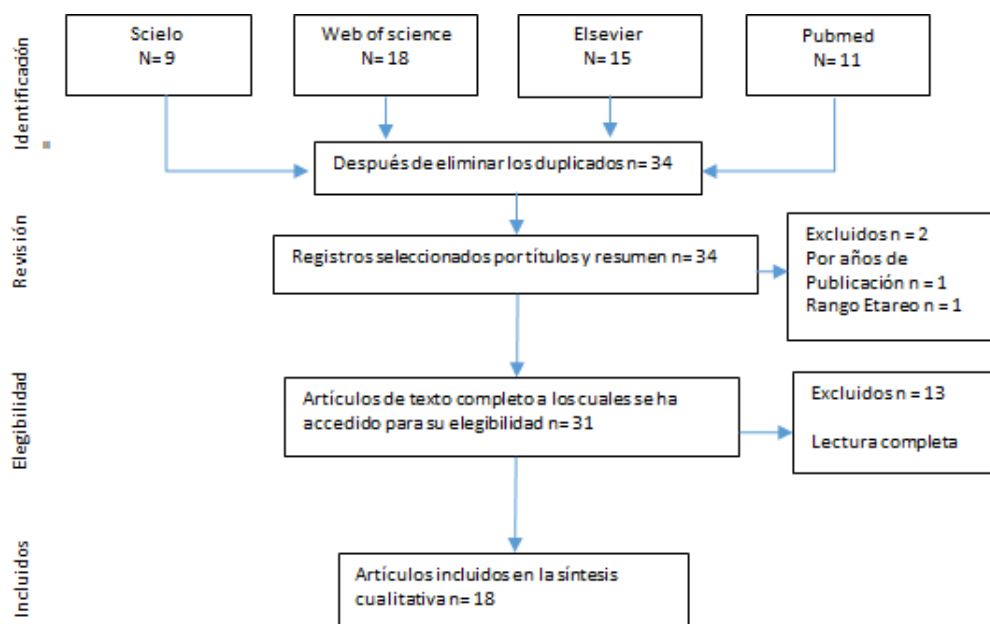 Identificación
Scielo
N= 9
Web of science
N= 18
Elsevier
N= 15
Pubmed
N= 11
Después de eliminar los duplicados n= 34
Revisión
Registros seleccionados por títulos y resumen n= 34
Excluidos n = 2
Por años de
Publicación n = 1
Rango Etareo n = 1
Elegibilidad
Artículos de texto completo a los cuales se ha
accedido para su elegibilidad n= 31
Excluidos n = 13
Lectura completa
Incluidos
Artículos incluidos en la síntesis
cualitativa n= 18